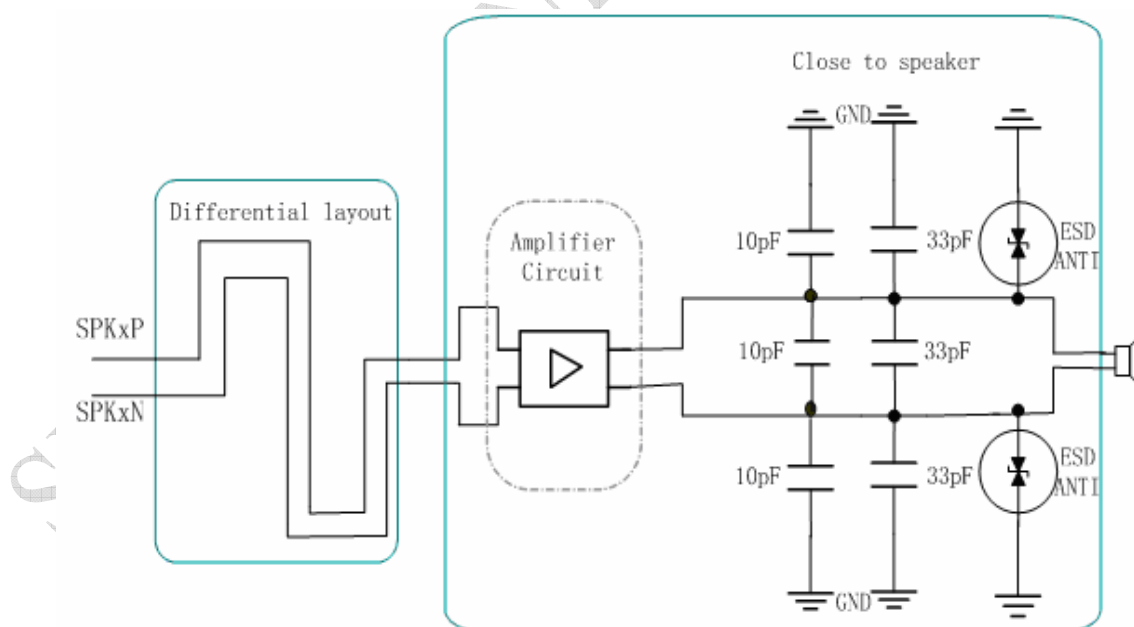 Close to speaker
GND
Differential layout
Amplifier
Circuit
10pF
33pF
ESD
ANTI
SPKxP
10pF
33pF
SPKxN
10pF
33pF
ESD
ANTI
GND